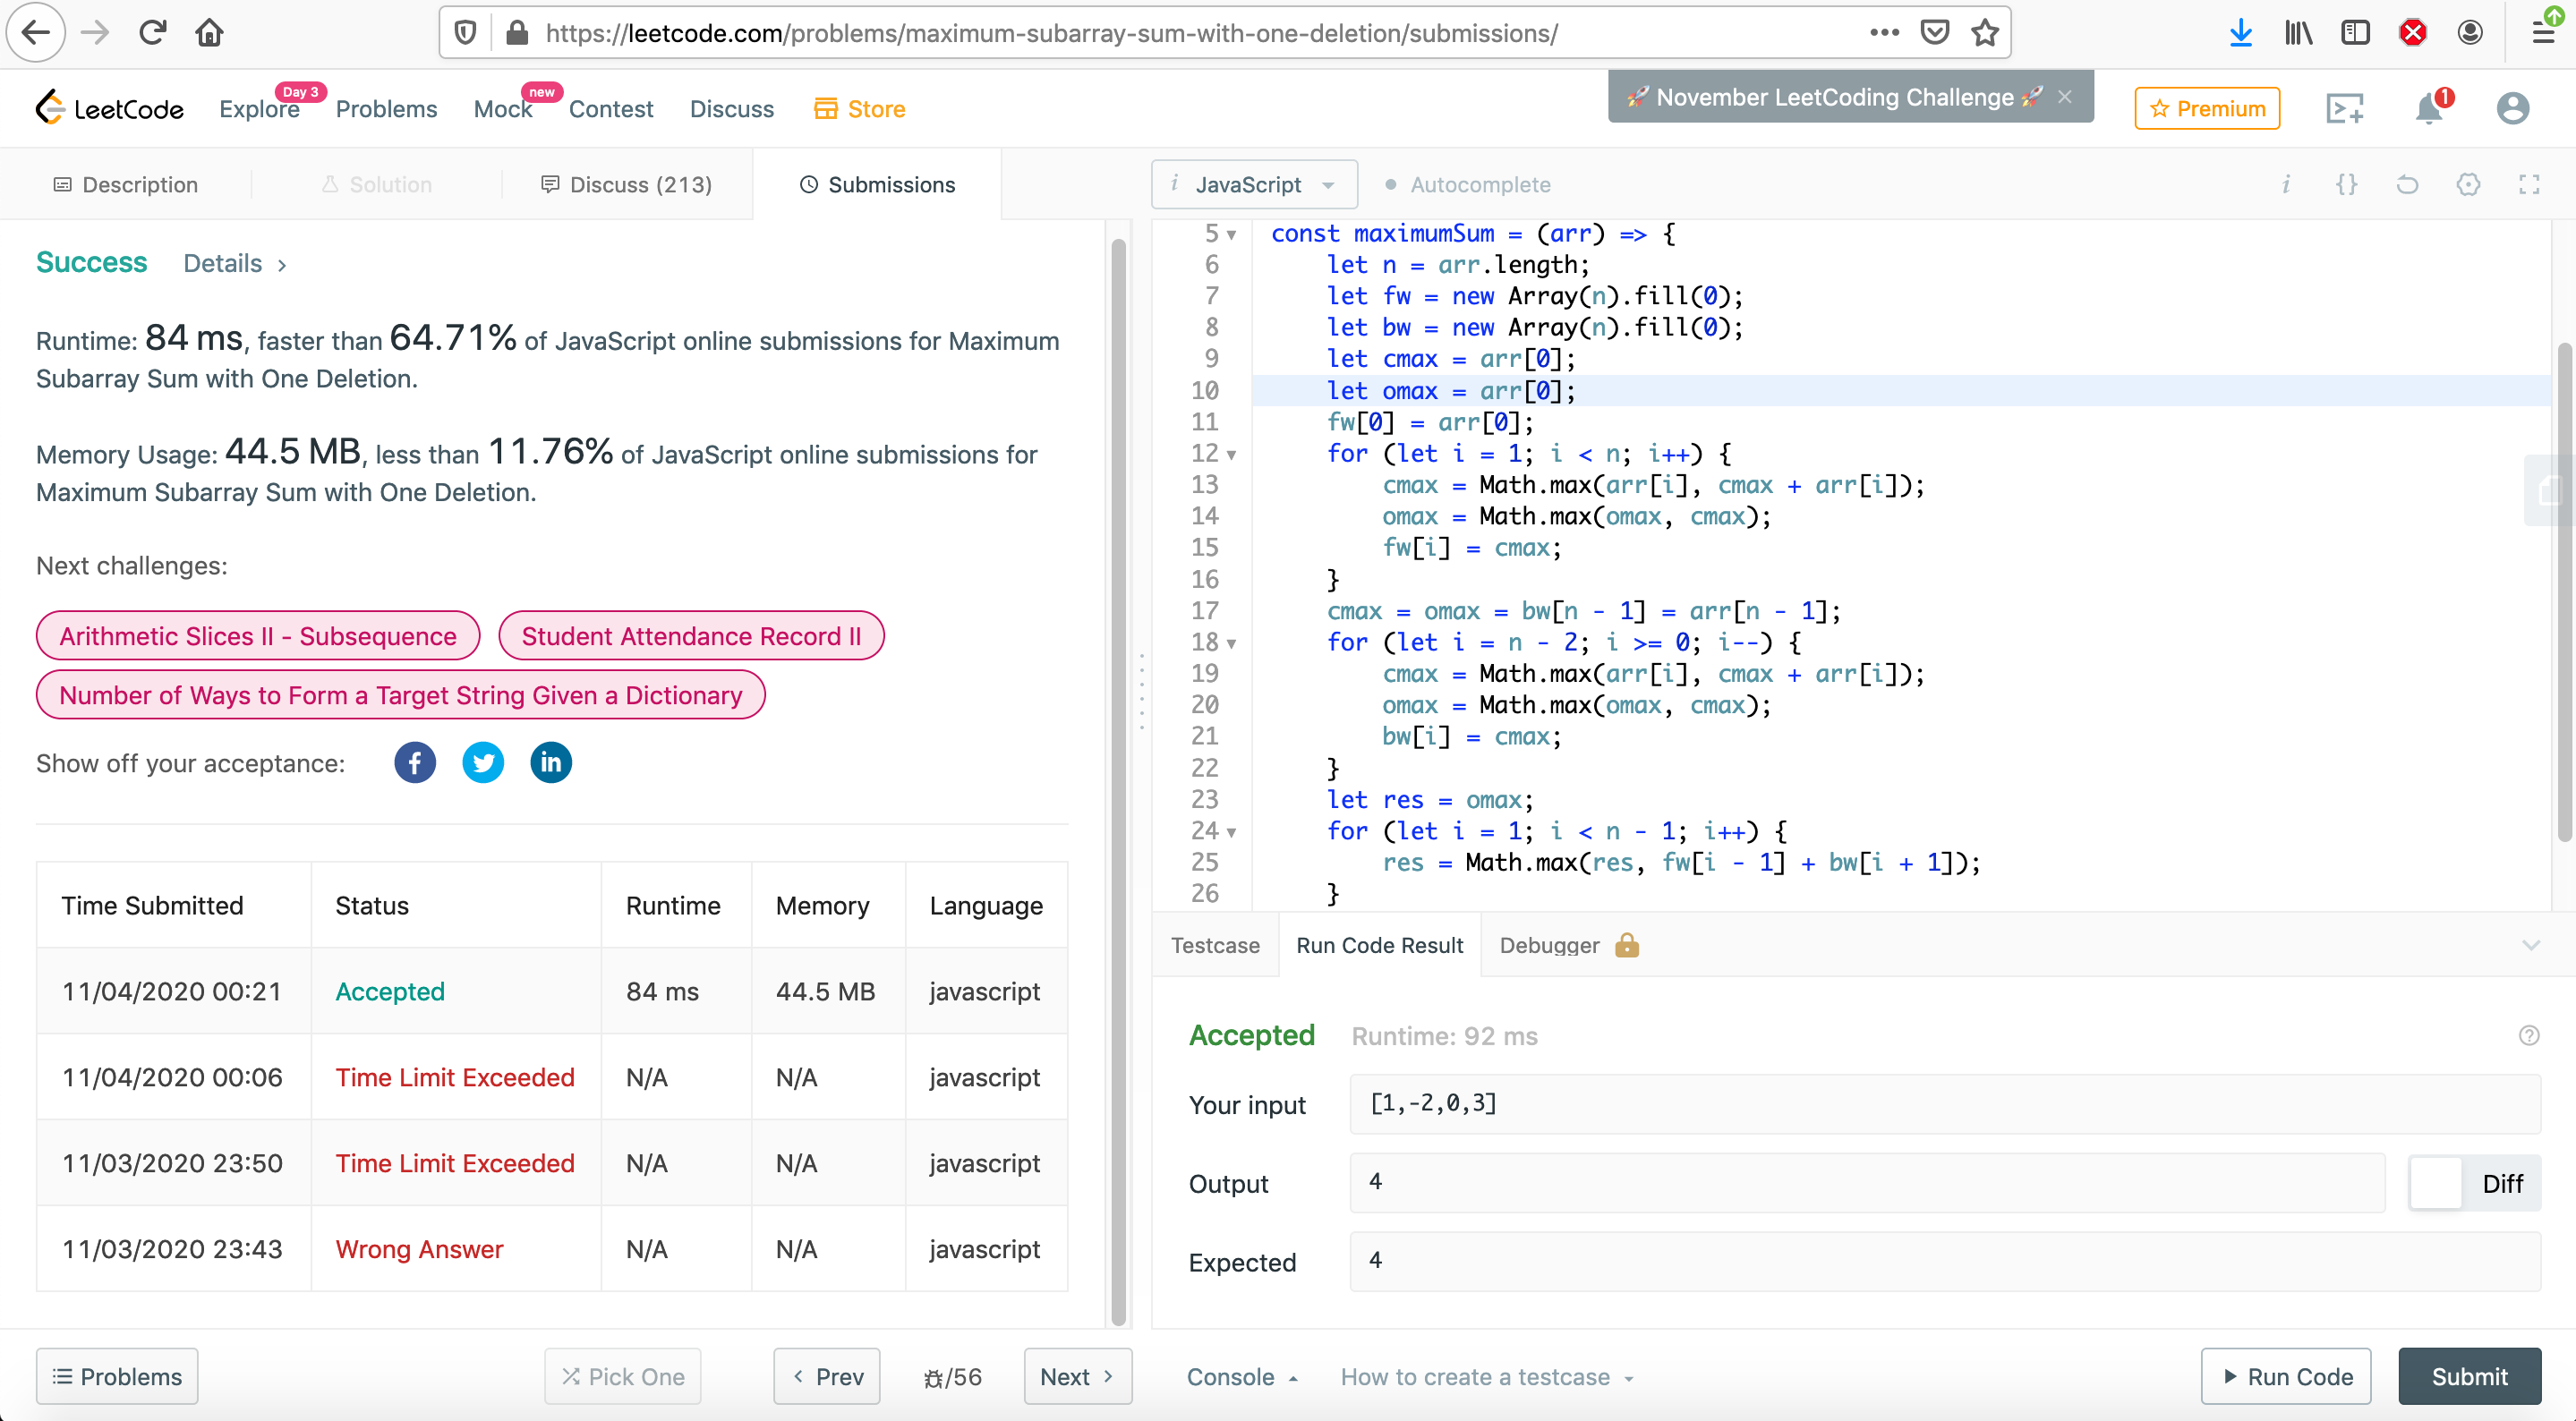 https://leetcode.com/problems/maximum-subarray-sum-with-one-deletion/submissions/
LeetCode
Explore
Day 3
Problems
Mock
new
Contest
Discuss
Store
🚀 November LeetCoding Challenge 🚀 ×
Premium
1
Description
Solution
Discuss (213)
Submissions
i JavaScript
Autocomplete
i {}
Success Details >
Runtime: 84 ms, faster than 64.71% of JavaScript online submissions for Maximum
Subarray Sum with One Deletion.
Memory Usage: 44.5 MB, less than 11.76% of JavaScript online submissions for
Maximum Subarray Sum with One Deletion.
Next challenges:
Arithmetic Slices II - Subsequence
Student Attendance Record II
Number of Ways to Form a Target String Given a Dictionary
Show off your acceptance: f in
Time Submitted Status Runtime Memory Language
11/04/2020 00:21 Accepted 84 ms 44.5 MB javascript
11/04/2020 00:06 Time Limit Exceeded N/A N/A javascript
11/03/2020 23:50 Time Limit Exceeded N/A N/A javascript
11/03/2020 23:43 Wrong Answer N/A N/A javascript
5 const maximumSum = (arr) => {
6 let n = arr.length;
7 let fw = new Array(n).fill(0);
8 let bw = new Array(n).fill(0);
9 let cmax = arr[0];
10 let omax = arr[0];
11 fw[0] = arr[0];
12 for (let i = 1; i < n; i++) {
13 cmax = Math.max(arr[i], cmax + arr[i]);
14 omax = Math.max(omax, cmax);
15 fw[i] = cmax;
16 }
17 cmax = omax = bw[n - 1] = arr[n - 1];
18 for (let i = n - 2; i >= 0; i--) {
19 cmax = Math.max(arr[i], cmax + arr[i]);
20 omax = Math.max(omax, cmax);
21 bw[i] = cmax;
22 }
23 let res = omax;
24 for (let i = 1; i < n - 1; i++) {
25 res = Math.max(res, fw[i - 1] + bw[i + 1]);
26 }
Testcase
Run Code Result
Debugger
Accepted Runtime: 92 ms
Your input [1,-2,0,3]
Output 4
Diff
Expected 4
Problems
Pick One
< Prev
/56
Next >
Console
How to create a testcase
Run Code
Submit